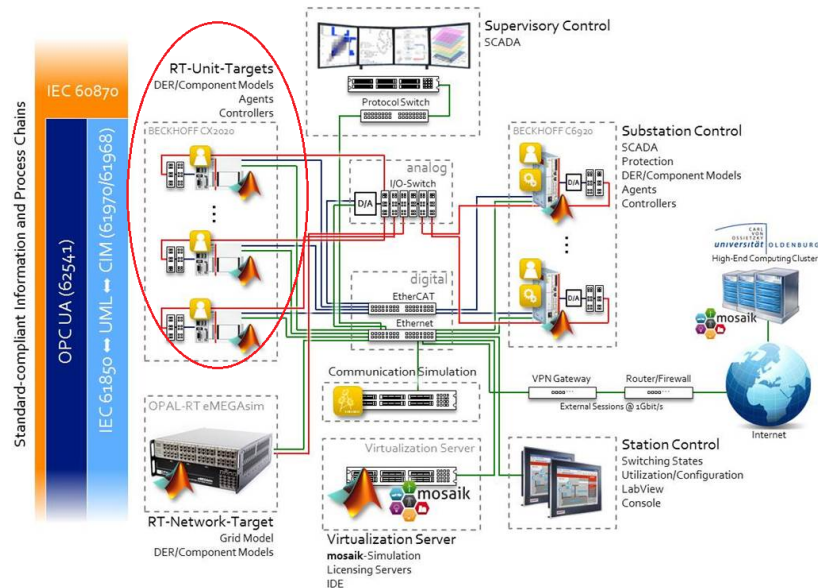 Standard-compliant Information and Process Chains
IEC 60870
OPC UA (62541)
IEC 61850 ⬌ UML ⬌ CIM (61970/61968)
RT-Unit-Targets
DER/Component Models
Agents
Controllers
BECKHOFF CX2020
...
...
OPAL-RT eMEGAsim
RT-Network-Target
Grid Model
DER/Component Models
Supervisory Control
SCADA
Protocol Switch
analog
I/O-Switch
D/A
digital
EtherCAT
Ethernet
Communication Simulation
Virtualization Server
mosaik
Virtualization Server
mosaik-Simulation
Licensing Servers
IDE
BECKHOFF C6920
D/A
D/A
Substation Control
SCADA
Protection
DER/Component Models
Agents
Controllers
CARL
VON
OSSIETZKY
universität OLDENBURG
High-End Computing Cluster
mosaik
VPN Gateway
Router/Firewall
External Sessions @ 1Gbit/s
Internet
Station Control
Switching States
Utilization/Configuration
LabView
Console